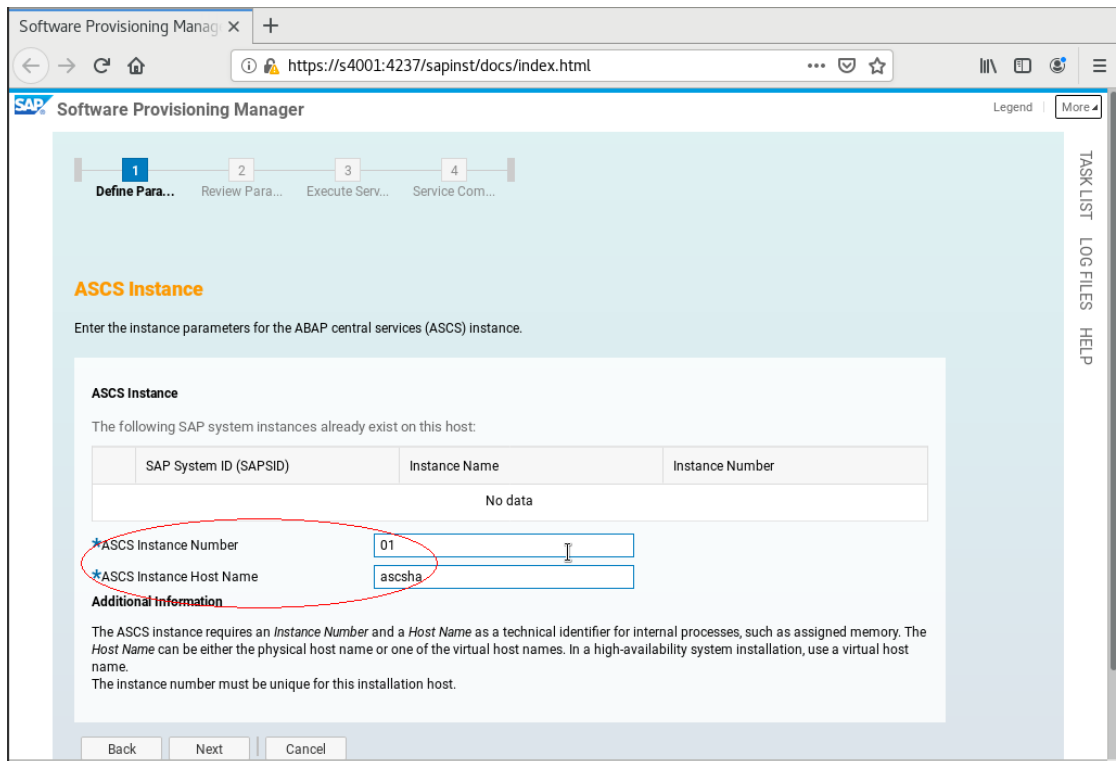 Software Provisioning Manag
https://s4001:4237/sapinst/docs/index.html
SAP Software Provisioning Manager
Legend
More
1 2 3 4
Define Para... Review Para... Execute Serv... Service Com...
TASK LIST
LOG FILES
HELP
ASCS Instance
Enter the instance parameters for the ABAP central services (ASCS) instance.
ASCS Instance
The following SAP system instances already exist on this host:
SAP System ID (SAPSID) Instance Name Instance Number
No data
*ASCS Instance Number 01
*ASCS Instance Host Name ascsha
Additional Information
The ASCS instance requires an Instance Number and a Host Name as a technical identifier for internal processes, such as assigned memory. The
Host Name can be either the physical host name or one of the virtual host names. In a high-availability system installation, use a virtual host
name.
The instance number must be unique for this installation host.
Back Next Cancel